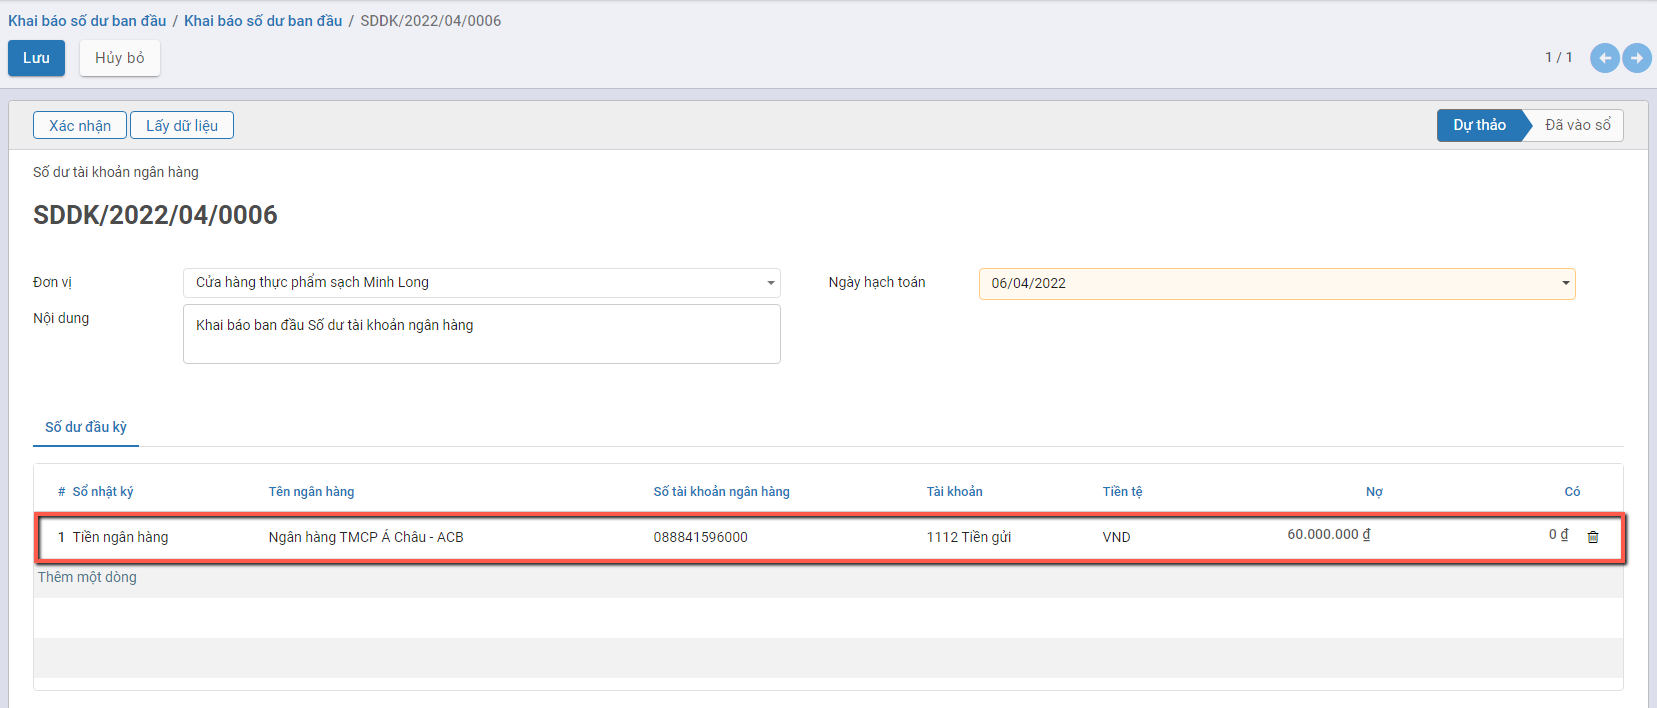 Khai báo số dư ban đầu / Khai báo số dư ban đầu / SDDK/2022/04/0006
Lưu Hủy bỏ 1 / 1
Xác nhận Lấy dữ liệu Dự thảo Đã vào sổ
Số dư tài khoản ngân hàng
SDDK/2022/04/0006
Đơn vị Cửa hàng thực phẩm sạch Minh Long Ngày hạch toán 06/04/2022
Nội dung Khai báo ban đầu Số dư tài khoản ngân hàng
Số dư đầu kỳ
# Sổ nhật ký Tên ngân hàng Số tài khoản ngân hàng Tài khoản Tiền tệ Nợ Có
1 Tiền ngân hàng Ngân hàng TMCP Á Châu - ACB 088841596000 1112 Tiền gửi VND 60.000.000 ₫ 0 ₫
Thêm một dòng